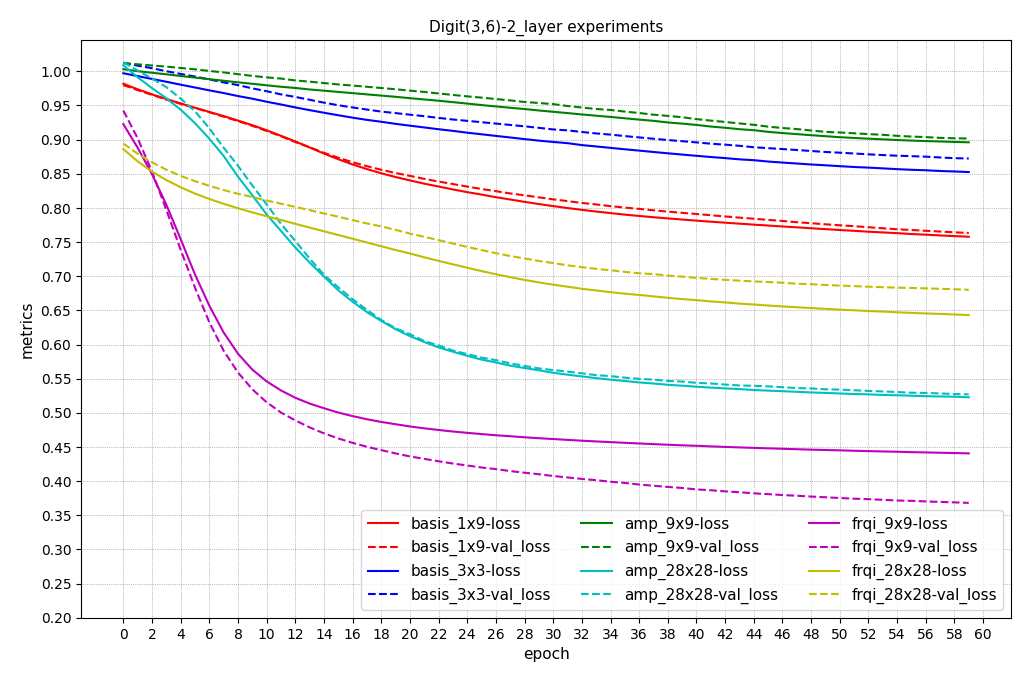 Digit(3,6)-2_layer experiments
metrics
1.00
0.95
0.90
0.85
0.80
0.75
0.70
0.65
0.60
0.55
0.50
0.45
0.40
0.35
0.30
0.25
0.20
basis_1x9-loss amp_9x9-loss frqi_9x9-loss
basis_1x9-val_loss amp_9x9-val_loss frqi_9x9-val_loss
basis_3x3-loss amp_28x28-loss frqi_28x28-loss
basis_3x3-val_loss amp_28x28-val_loss frqi_28x28-val_loss
0 2 4 6 8 10 12 14 16 18 20 22 24 26 28 30 32 34 36 38 40 42 44 46 48 50 52 54 56 58 60
epoch